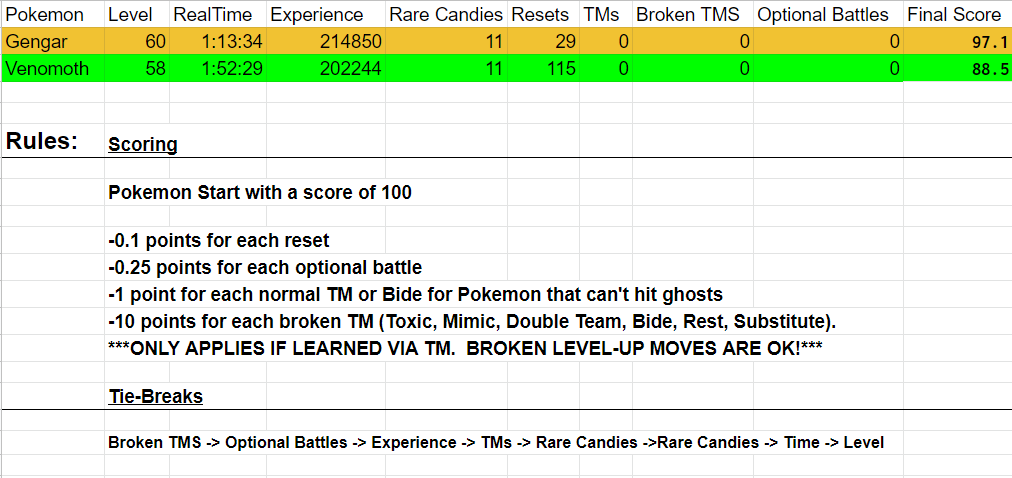 Pokemon Level RealTime Experience Rare Candies Resets TMs Broken TMS Optional Battles Final Score
Gengar 60 1:13:34 214850 11 29 0 0 0 97.1
Venomoth 58 1:52:29 202244 11 115 0 0 0 88.5
Rules: Scoring
Pokemon Start with a score of 100
-0.1 points for each reset
-0.25 points for each optional battle
-1 point for each normal TM or Bide for Pokemon that can't hit ghosts
-10 points for each broken TM (Toxic, Mimic, Double Team, Bide, Rest, Substitute).
***ONLY APPLIES IF LEARNED VIA TM.  BROKEN LEVEL-UP MOVES ARE OK!***
Tie-Breaks
Broken TMS -> Optional Battles -> Experience -> TMs -> Rare Candies ->Rare Candies -> Time -> Level